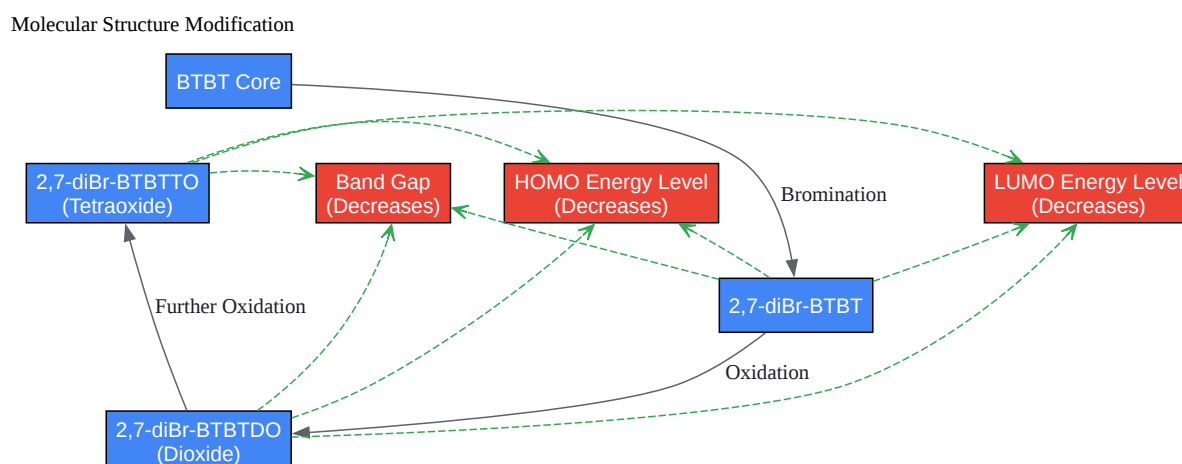 Molecular Structure Modification
BTBT Core
2,7-diBr-BTBTTO
(Tetraoxide)
Band Gap
(Decreases)
HOMO Energy Level
(Decreases)
Bromination
LUMO Energy Level
(Decreases)
Further Oxidation
2,7-diBr-BTBT
Oxidation
2,7-diBr-BTBTDO
(Dioxide)